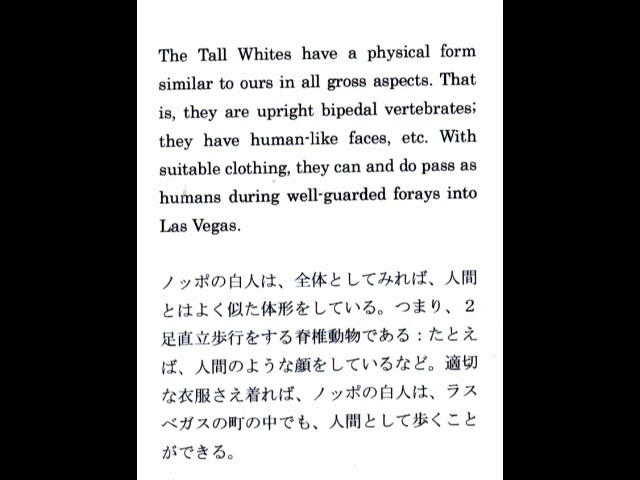 The Tall Whites have a physical form
similar to ours in all gross aspects. That
is, they are upright bipedal vertebrates;
they have human-like faces, etc. With
suitable clothing, they can and do pass as
humans during well-guarded forays into
Las Vegas.
ノッポの白人は、全体としてみれば、人間
とはよく似た体形をしている。つまり、２
足直立歩行をする脊椎動物である：たとえ
ば、人間のような顔をしているなど。適切
な衣服さえ着れば、ノッポの白人は、ラス
ベガスの町の中でも、人間として歩くこと
ができる。